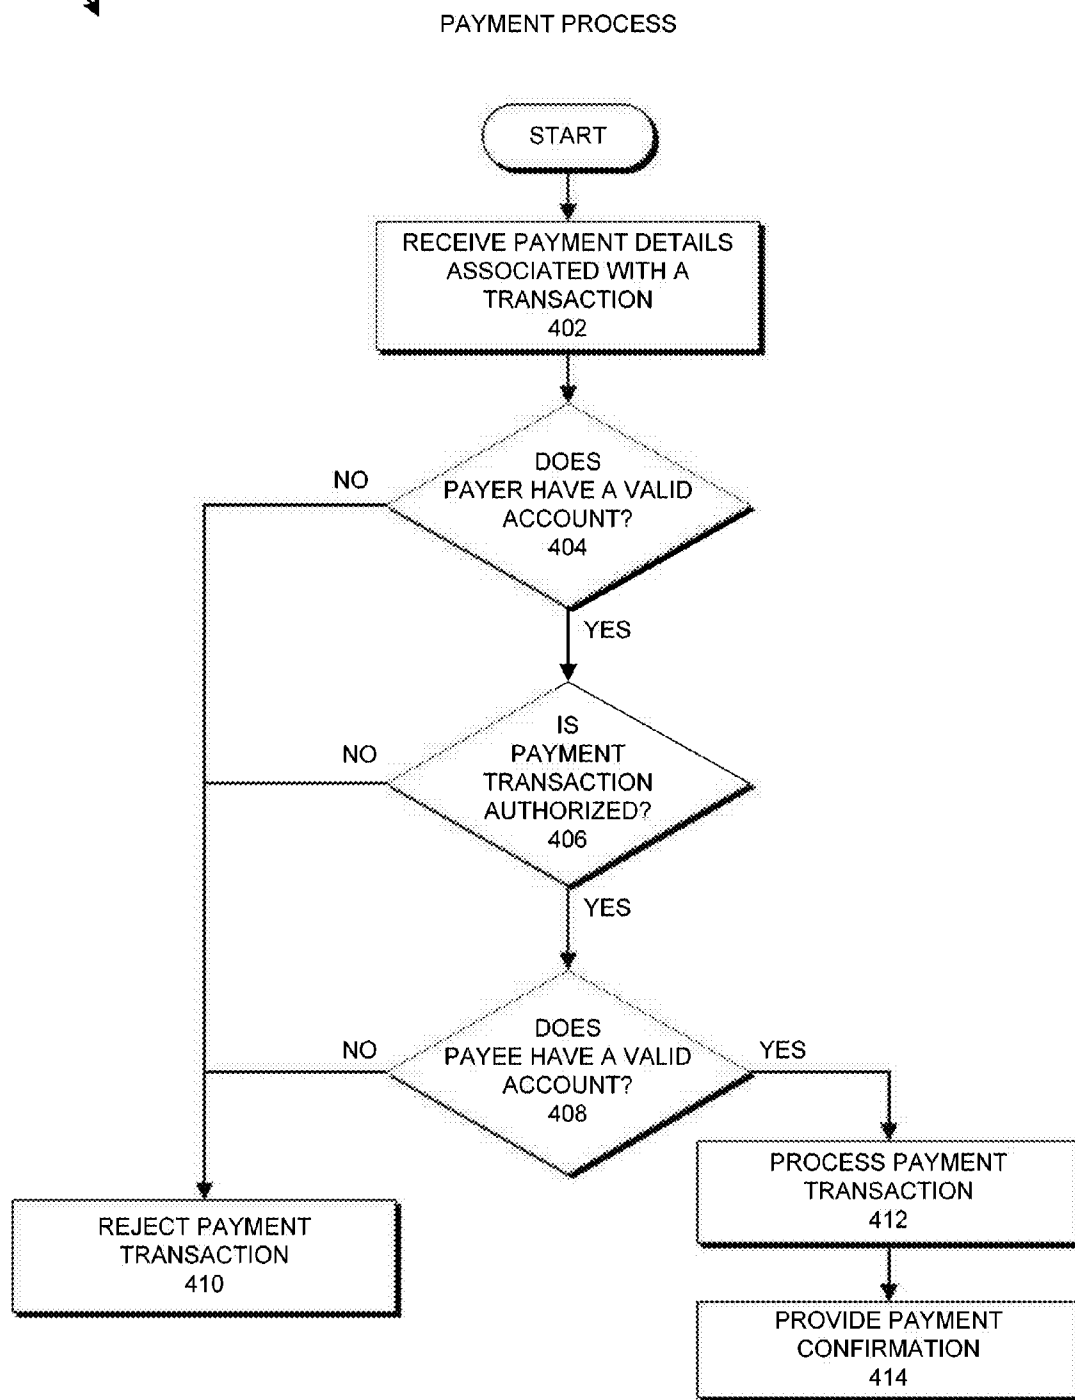 PAYMENT PROCESS
START
RECEIVE PAYMENT DETAILS
ASSOCIATED WITH A
TRANSACTION
402
DOES
PAYER HAVE A VALID
ACCOUNT?
404
NO
YES
IS
PAYMENT
TRANSACTION
AUTHORIZED?
406
NO
YES
DOES
PAYEE HAVE A VALID
ACCOUNT?
408
NO
YES
REJECT PAYMENT
TRANSACTION
410
PROCESS PAYMENT
TRANSACTION
412
PROVIDE PAYMENT
CONFIRMATION
414